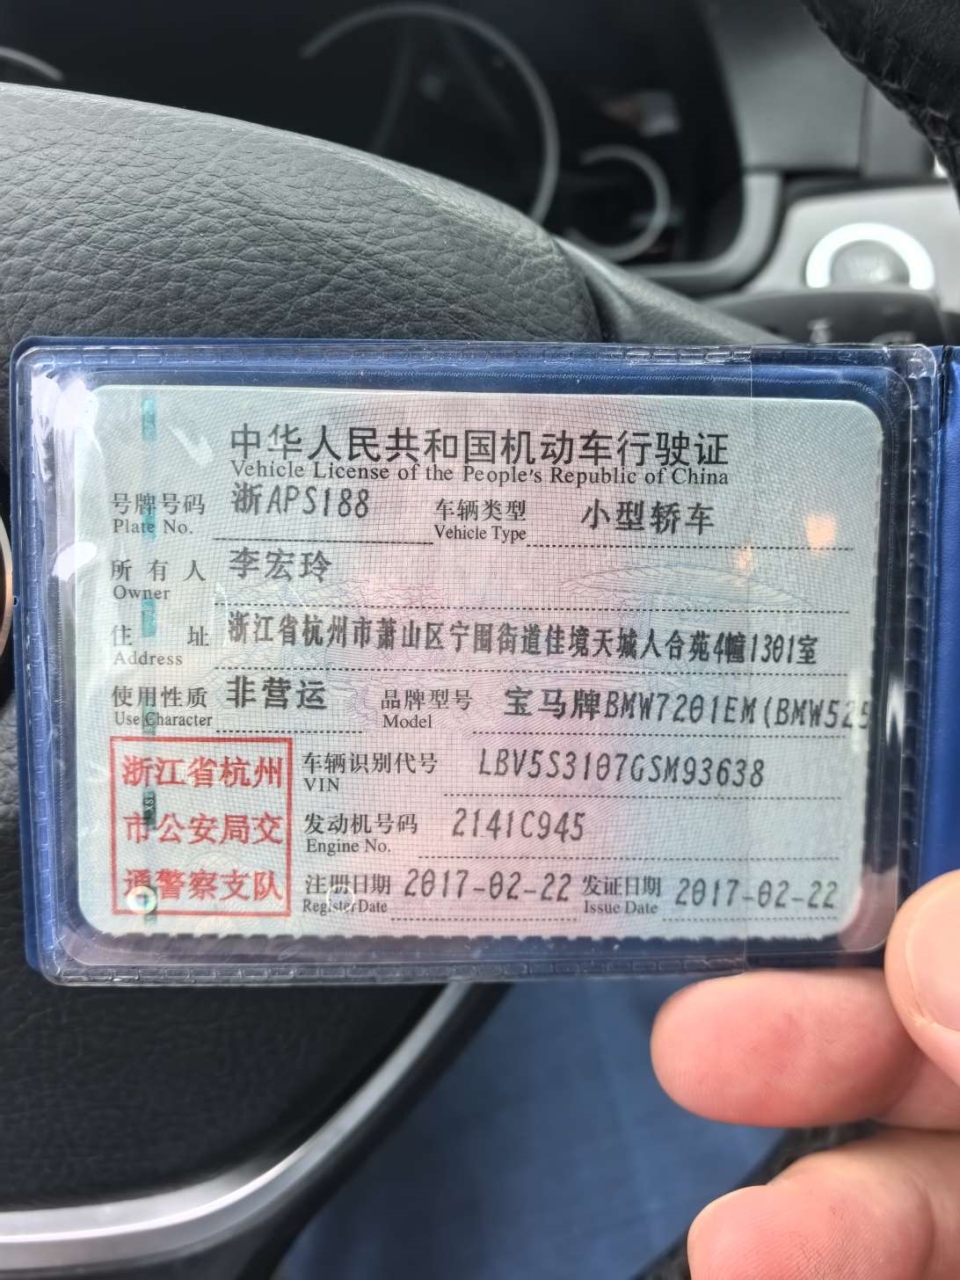 中华人民共和国机动车行驶证
Vehicle License of the People's Republic of China
号牌号码 浙APS188 车辆类型 小型轿车
Plate No. Vehicle Type
所有人 李宏玲
Owner
住址 浙江省杭州市萧山区宁围街道佳境天城人合苑4幢1301室
Address
使用性质 非营运 品牌型号 宝马牌BMW7201EM(BMW525
Use Character Model
浙江省杭州
市公安局交
通警察支队
车辆识别代号 LBV5S3107GSM93638
VIN
发动机号码 2141C945
Engine No.
注册日期 2017-02-22 发证日期 2017-02-22
Register Date Issue Date